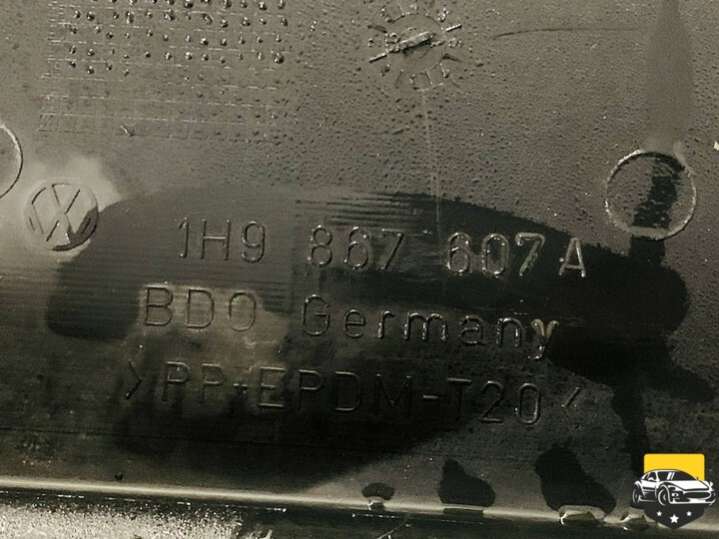 1H9 867 607 A
BDO Germany
>PP+EPDM-T20<